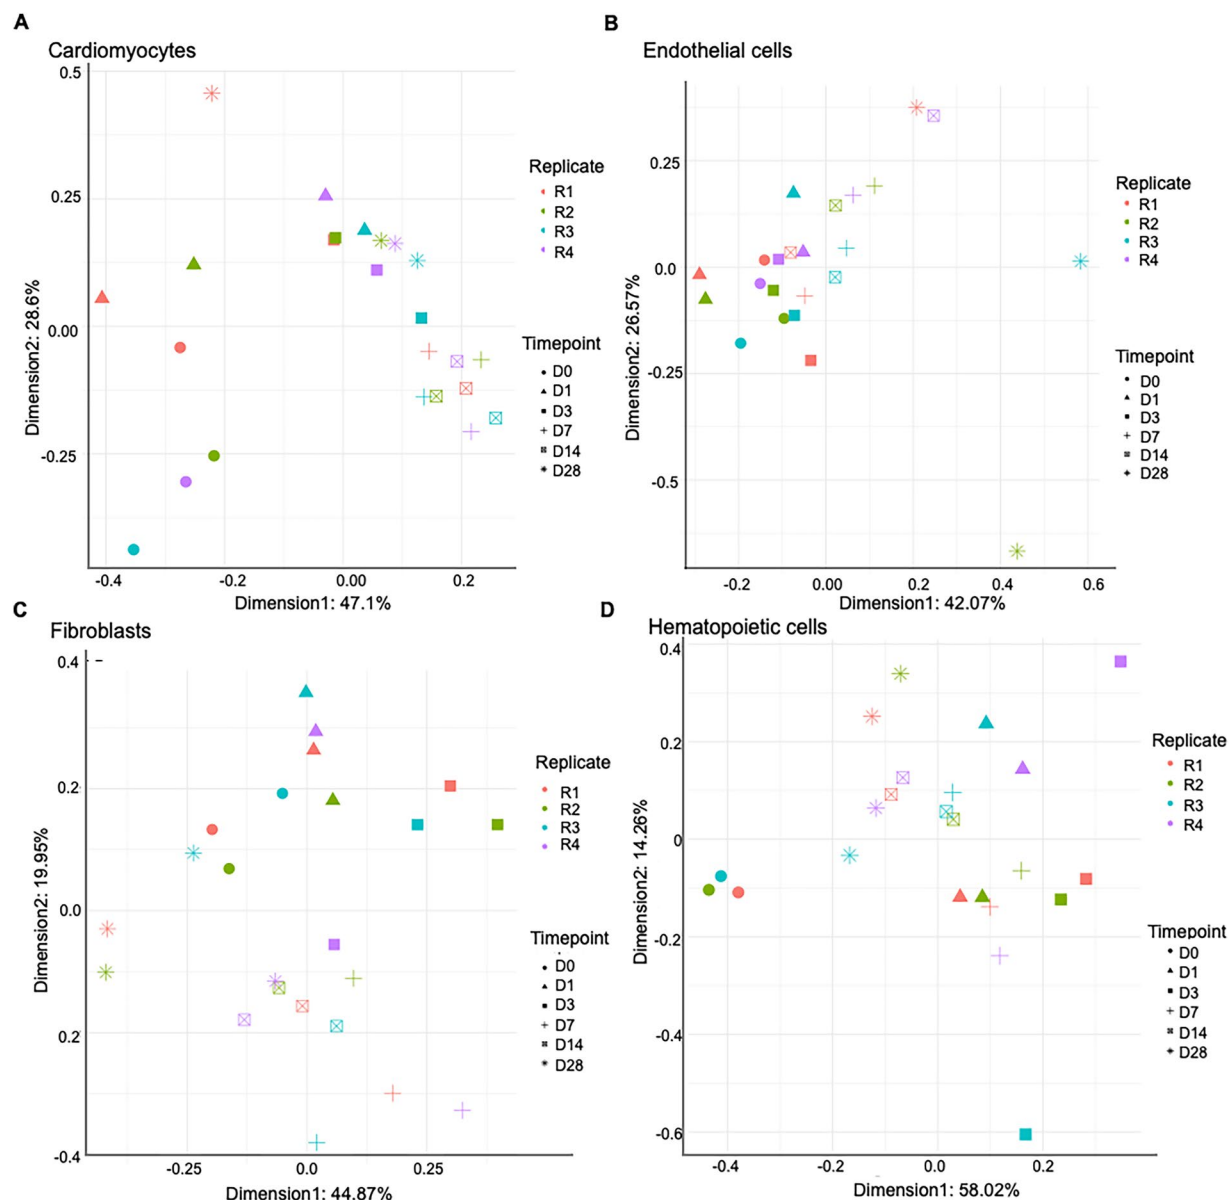 A
Cardiomyocytes
0.5
0.25
0.00
-0.25
Dimension2: 28.6%
-0.4
-0.2
0.00
0.2
Dimension1: 47.1%
Replicate
R1
R2
R3
R4
Timepoint
D0
D1
D3
D7
D14
D28
B
Endothelial cells
0.25
0.0
-0.25
-0.5
Dimension2: 26.57%
-0.2
0.00
0.2
0.4
0.6
Dimension1: 42.07%
Replicate
R1
R2
R3
R4
Timepoint
D0
D1
D3
D7
D14
D28
C
Fibroblasts
0.4
0.2
0.0
0.2
-0.4
Dimension2: 19.95%
-0.25
0.0
0.25
Dimension1: 44.87%
Replicate
R1
R2
R3
R4
Timepoint
D0
D1
D3
D7
D14
D28
D
Hematopoietic cells
0.4
0.2
0
-0.2
-0.4
-0.6
Dimension2: 14.26%
-0.4
-0.2
0.0
0.2
Dimension1: 58.02%
Replicate
R1
R2
R3
R4
Timepoint
D0
D1
D3
D7
D14
D28